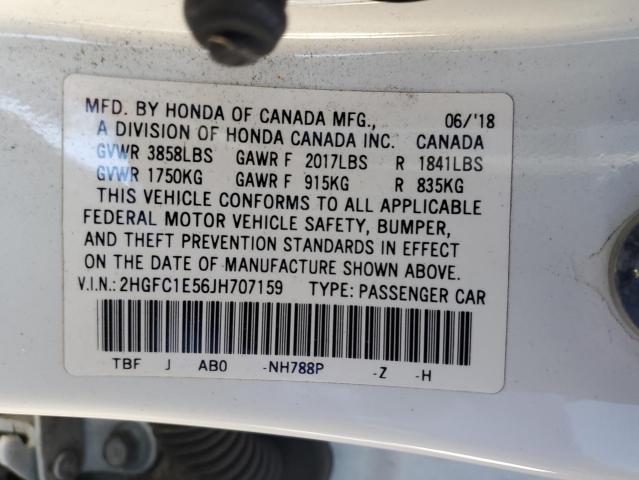 MFD. BY HONDA OF CANADA MFG., 06/'18
A DIVISION OF HONDA CANADA INC. CANADA
GVWR 3858LBS GAWR F 2017LBS R 1841LBS
GVWR 1750KG GAWR F 915KG R 835KG
THIS VEHICLE CONFORMS TO ALL APPLICABLE
FEDERAL MOTOR VEHICLE SAFETY, BUMPER,
AND THEFT PREVENTION STANDARDS IN EFFECT
ON THE DATE OF MANUFACTURE SHOWN ABOVE.
V.I.N.: 2HGFC1E56JH707159 TYPE: PASSENGER CAR
TBF J AB0 -NH788P -Z -H